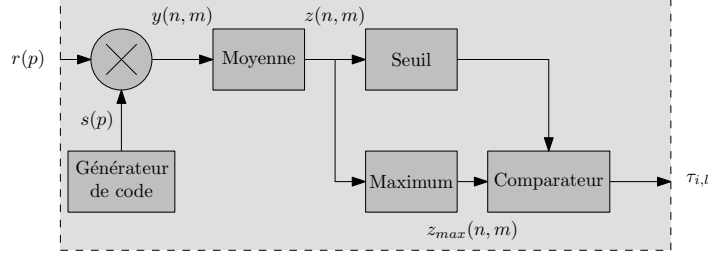 y(n, m)
z(n, m)
r(p)
Moyenne
Seuil
s(p)
Générateur
de code
Maximum
Comparateur
τ_{i,l}
z_{max}(n, m)